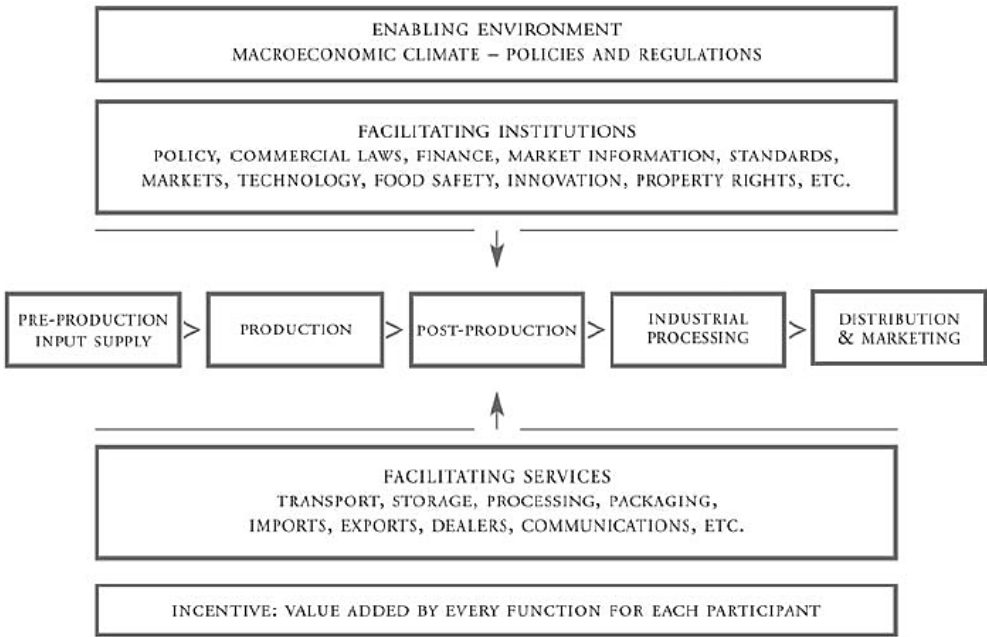 ENABLING ENVIRONMENT
MACROECONOMIC CLIMATE – POLICIES AND REGULATIONS
FACILITATING INSTITUTIONS
POLICY, COMMERCIAL LAWS, FINANCE, MARKET INFORMATION, STANDARDS,
MARKETS, TECHNOLOGY, FOOD SAFETY, INNOVATION, PROPERTY RIGHTS, ETC.
PRE-PRODUCTION
INPUT SUPPLY
>
PRODUCTION
>
POST-PRODUCTION
>
INDUSTRIAL
PROCESSING
>
DISTRIBUTION
& MARKETING
FACILITATING SERVICES
TRANSPORT, STORAGE, PROCESSING, PACKAGING,
IMPORTS, EXPORTS, DEALERS, COMMUNICATIONS, ETC.
INCENTIVE: VALUE ADDED BY EVERY FUNCTION FOR EACH PARTICIPANT